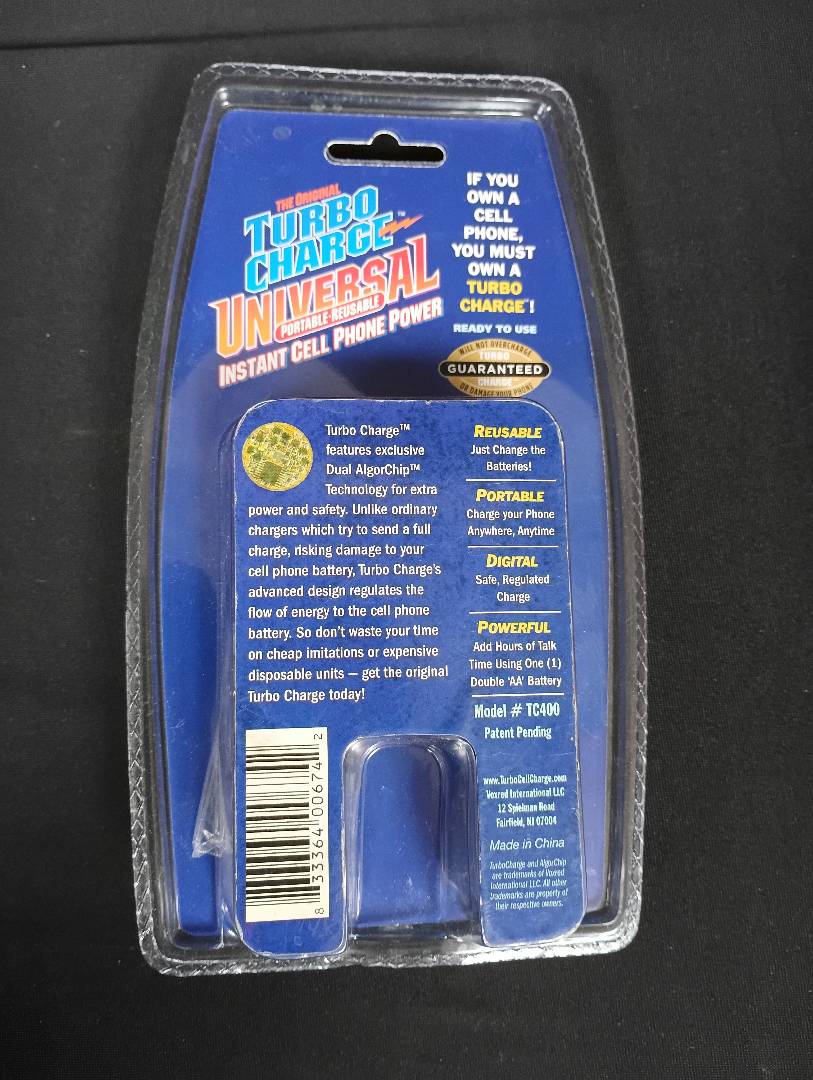 THE ORIGINAL
TURBO
CHARGE™
UNIVERSAL
PORTABLE·REUSABLE
INSTANT CELL PHONE POWER
IF YOU
OWN A
CELL
PHONE,
YOU MUST
OWN A
TURBO
CHARGE™!
READY TO USE
WILL NOT OVERCHARGE
TURBO
GUARANTEED
CHARGE
OR DAMAGE YOUR PHONE
Turbo Charge™
features exclusive
Dual AlgorChip™
Technology for extra
power and safety. Unlike ordinary
chargers which try to send a full
charge, risking damage to your
cell phone battery, Turbo Charge's
advanced design regulates the
flow of energy to the cell phone
battery. So don't waste your time
on cheap imitations or expensive
disposable units – get the original
Turbo Charge today!
REUSABLE
Just Change the
Batteries!
PORTABLE
Charge your Phone
Anywhere, Anytime
DIGITAL
Safe, Regulated
Charge
POWERFUL
Add Hours of Talk
Time Using One (1)
Double 'AA' Battery
Model # TC400
Patent Pending
www.TurboCellCharge.com
Voxred International LLC
12 Spielman Road
Fairfield, NJ 07004
Made in China
TurboCharge and AlgorChip
are trademarks of Voxred
International LLC. All other
trademarks are property of
their respective owners.
8 33364 00674 2